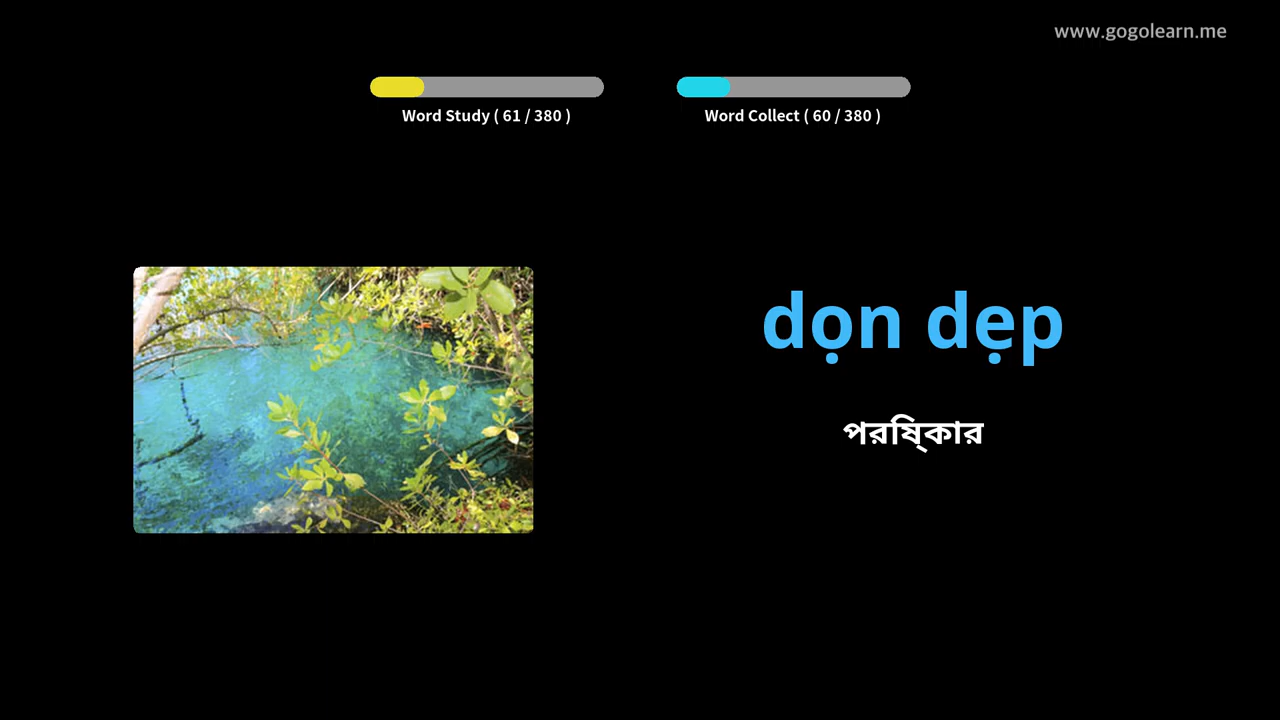 www.gogolearn.me
Word Study ( 61 / 380 )
Word Collect ( 60 / 380 )
dọn dẹp
পরষ্কিার